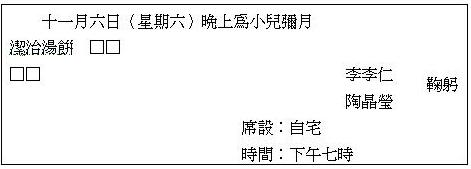 十一月六日（星期六）晚上為小兒彌月
潔治湯餅　□□
□□
李李仁
陶晶瑩
鞠躬
席設：自宅
時間：下午七時